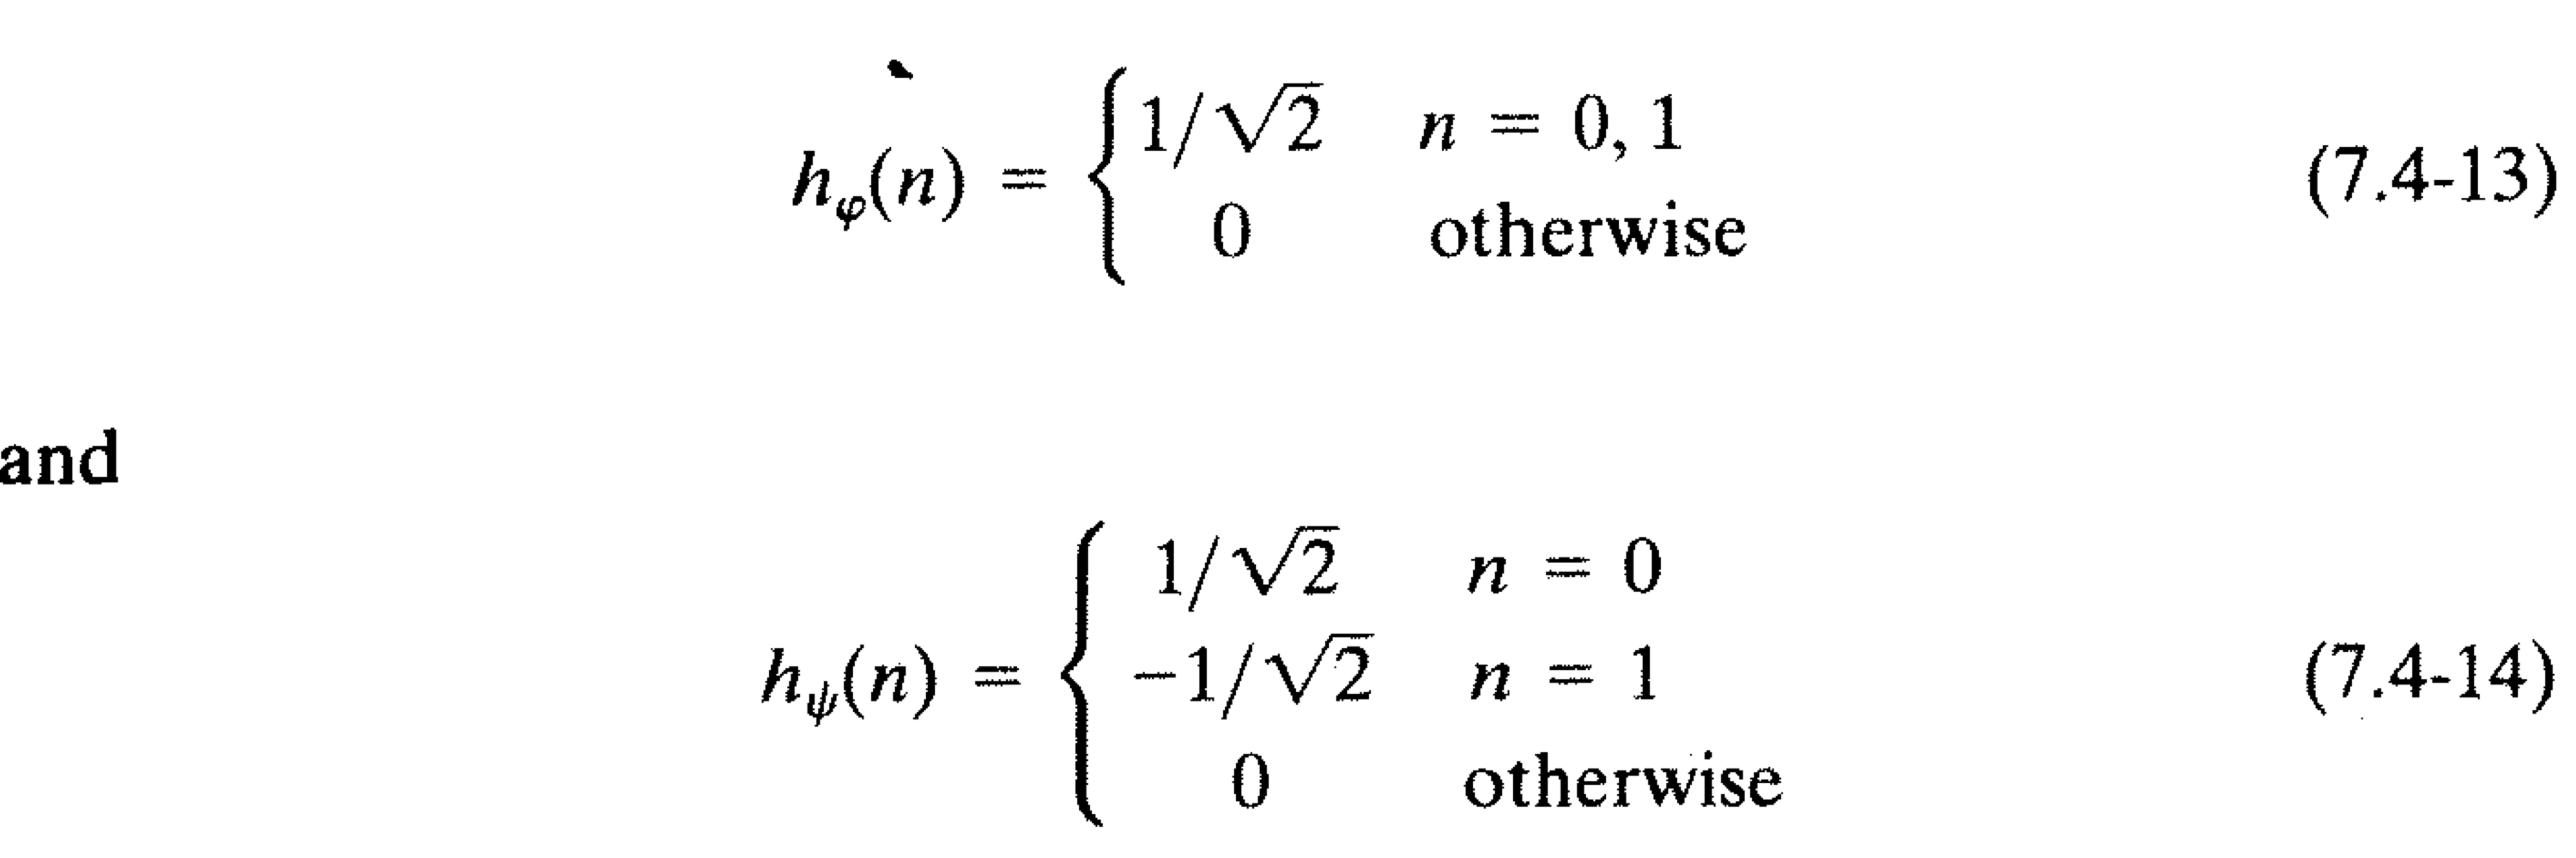 h_φ(n) = { 1/√2 n = 0, 1
0 otherwise (7.4-13)
and
h_ψ(n) = { 1/√2 n = 0
−1/√2 n = 1
0 otherwise (7.4-14)